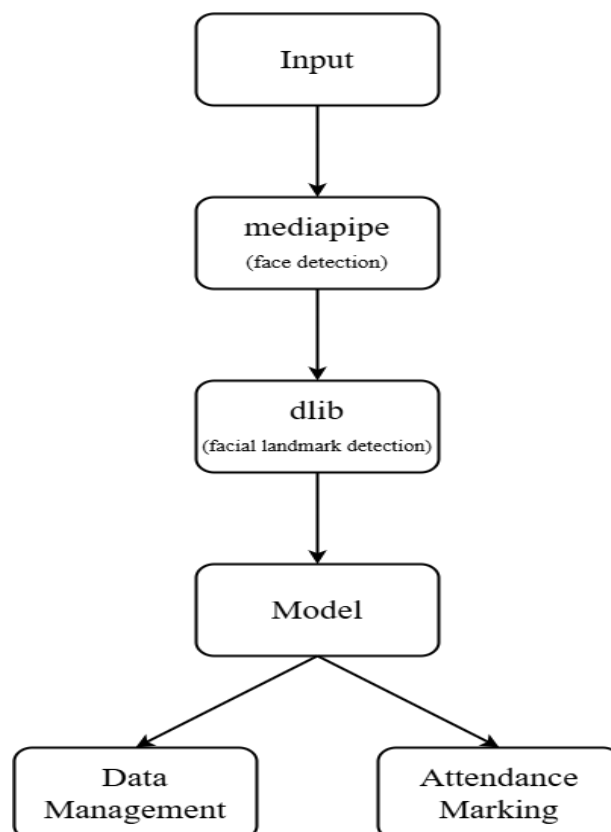 Input
mediapipe
(face detection)
dlib
(facial landmark detection)
Model
Data
Management
Attendance
Marking